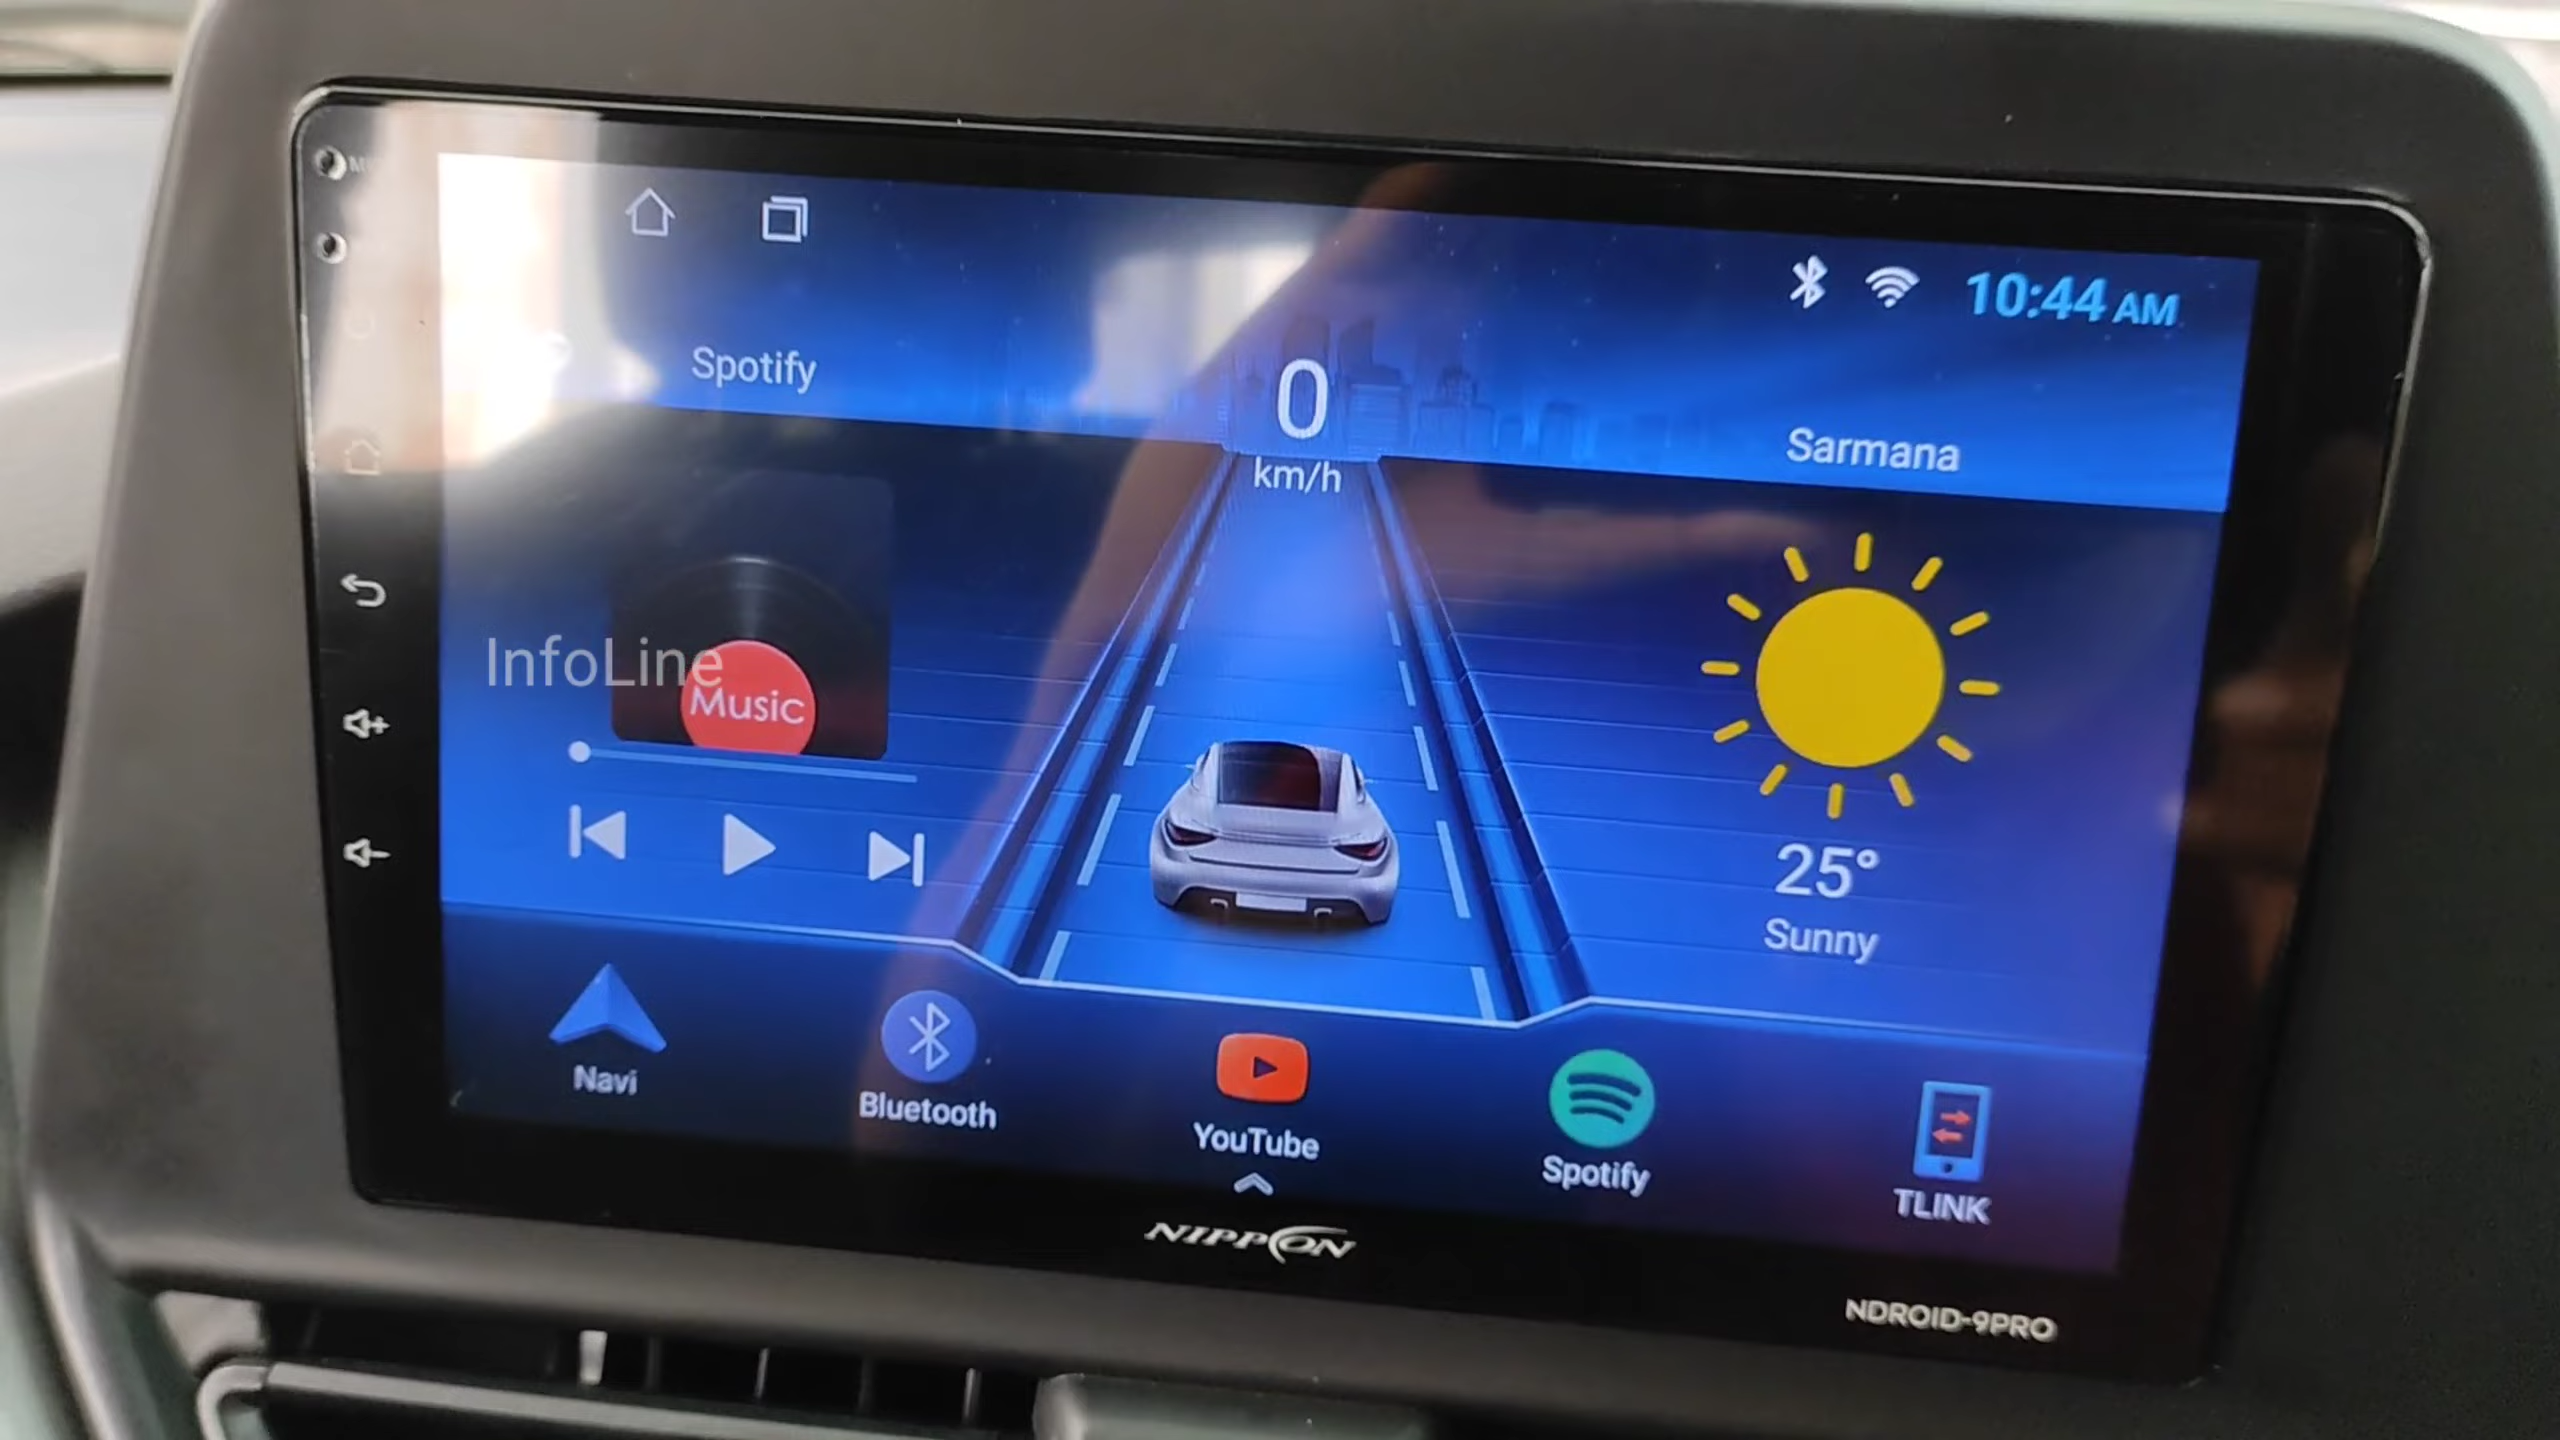 10:44 AM
Spotify
0
km/h
Sarmana
InfoLine
Music
25°
Sunny
Navi
Bluetooth
YouTube
Spotify
TLINK
NIPPON
NDROID-9PRO